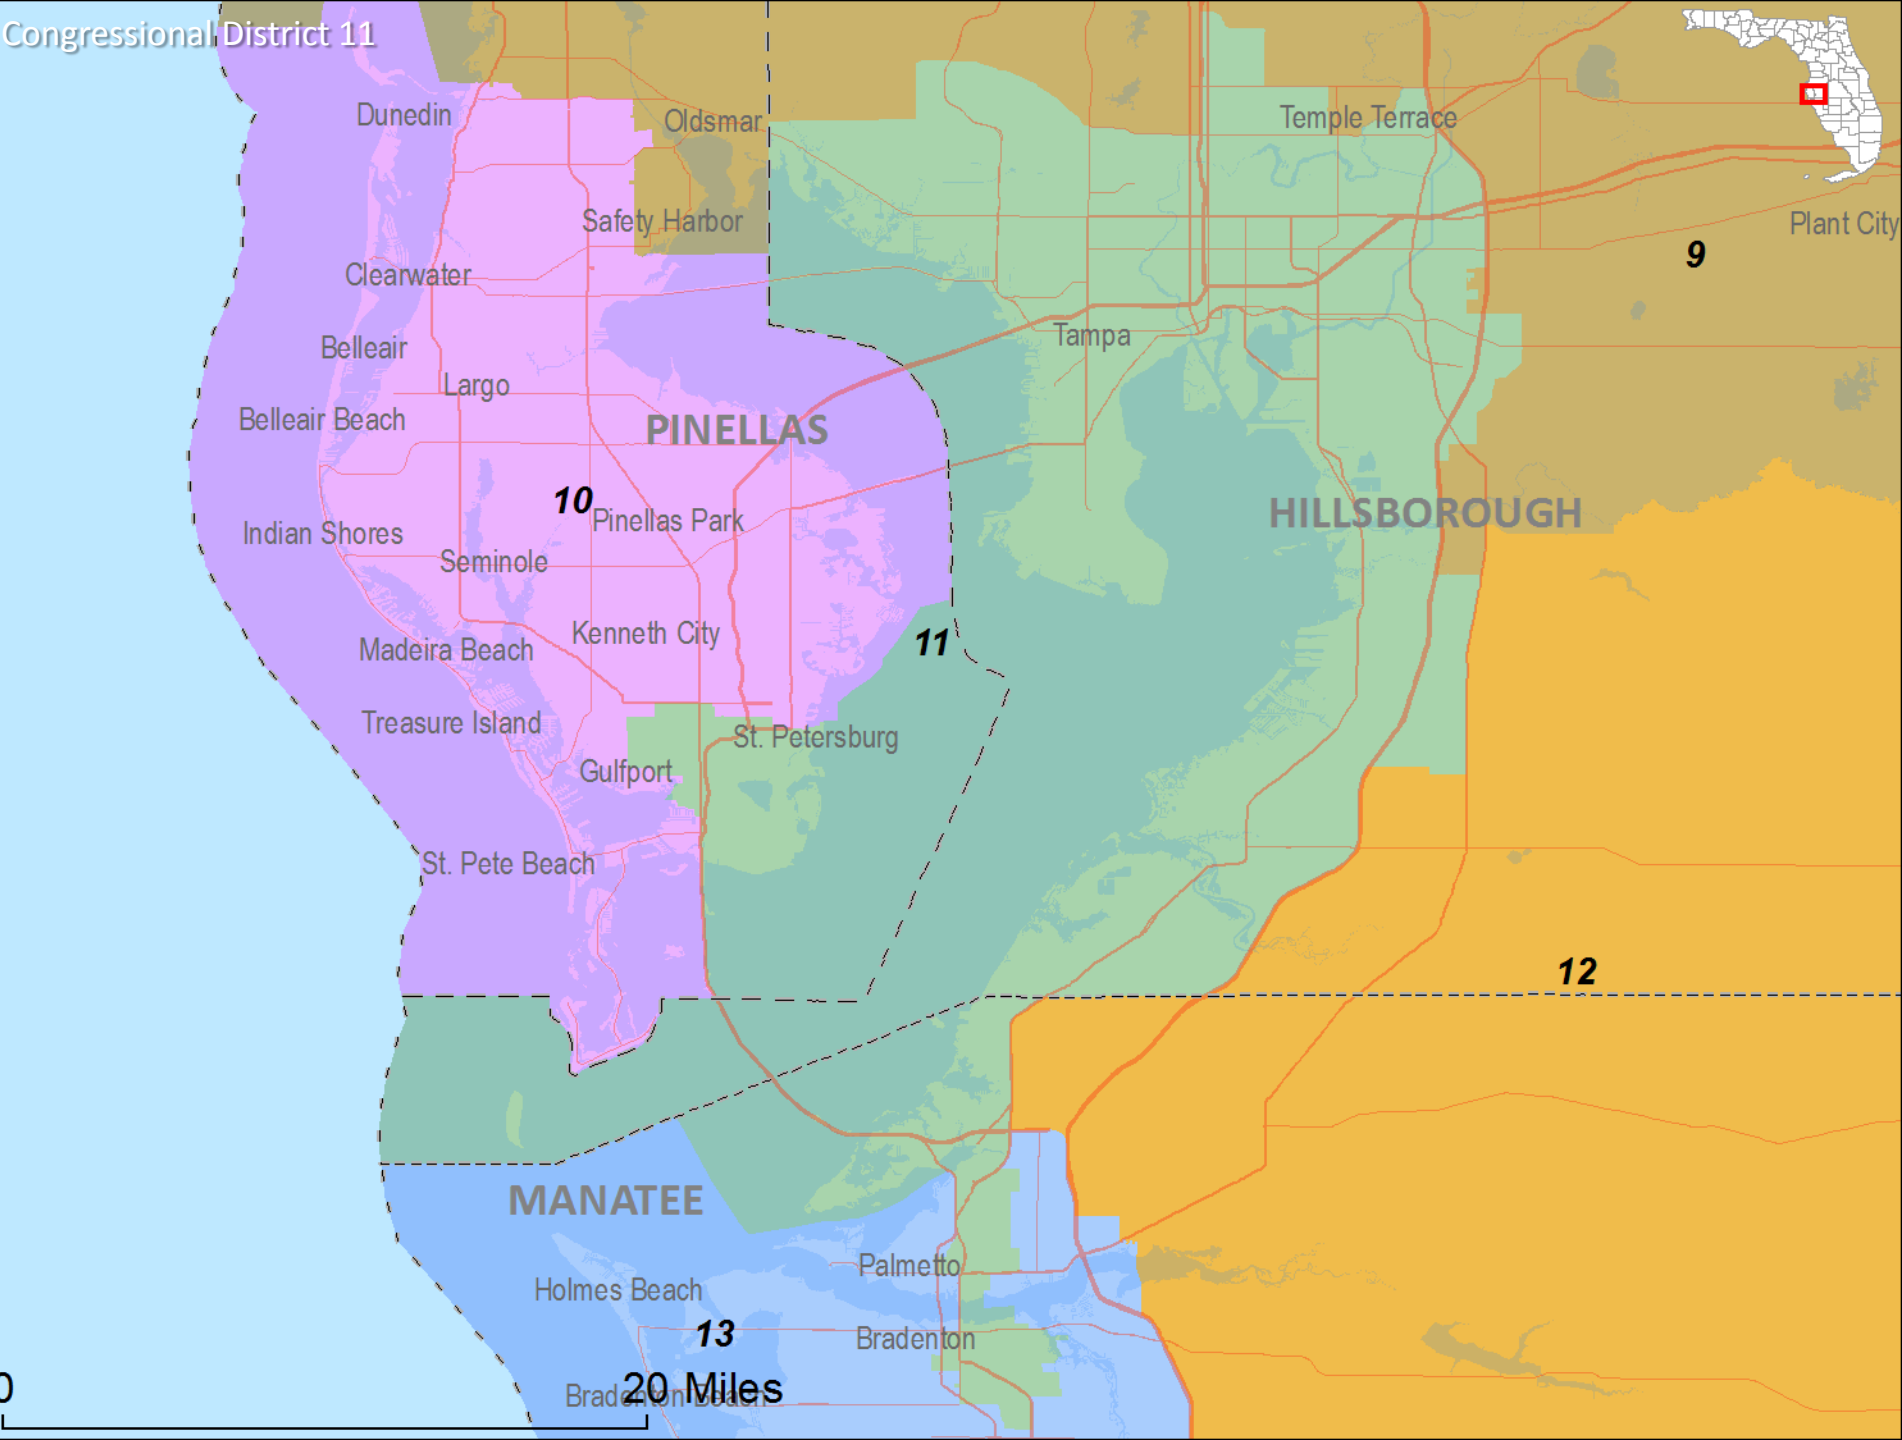 Congressional District 11
Dunedin
Oldsmar
Temple Terrace
Safety Harbor
Plant City
9
Clearwater
Tampa
Belleair
Largo
Belleair Beach
PINELLAS
10
Pinellas Park
HILLSBOROUGH
Indian Shores
Seminole
Kenneth City
11
Madeira Beach
Treasure Island
St. Petersburg
Gulfport
St. Pete Beach
12
MANATEE
Palmetto
Holmes Beach
13
Bradenton
0
20 Miles
Bradenton Beach